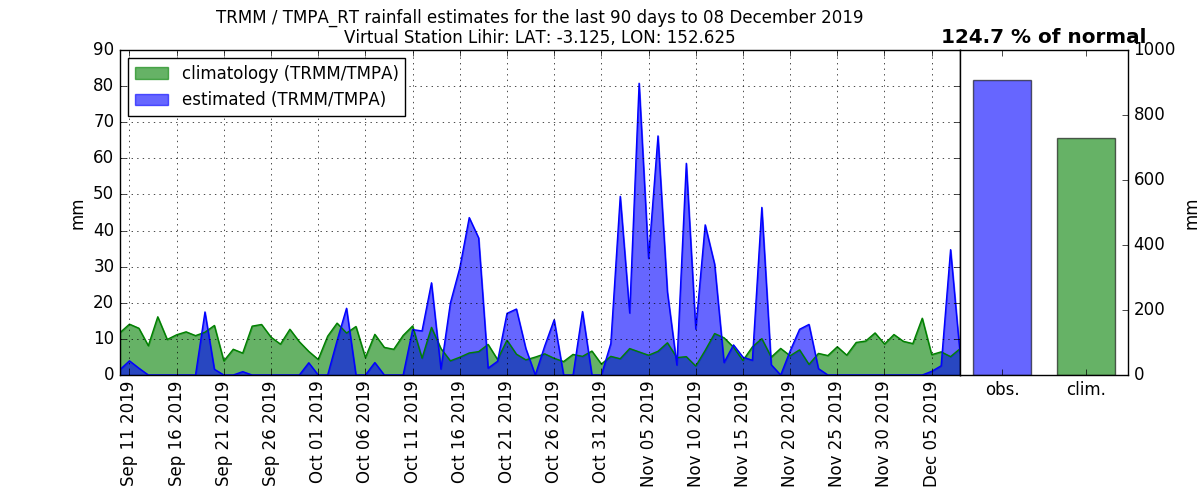 TRMM / TMPA_RT rainfall estimates for the last 90 days to 08 December 2019
Virtual Station Lihir: LAT: -3.125, LON: 152.625
124.7 % of normal
climatology (TRMM/TMPA)
estimated (TRMM/TMPA)
mm
90
80
70
60
50
40
30
20
10
0
Sep 11 2019
Sep 16 2019
Sep 21 2019
Sep 26 2019
Oct 01 2019
Oct 06 2019
Oct 11 2019
Oct 16 2019
Oct 21 2019
Oct 26 2019
Oct 31 2019
Nov 05 2019
Nov 10 2019
Nov 15 2019
Nov 20 2019
Nov 25 2019
Nov 30 2019
Dec 05 2019
obs.
clim.
1000
800
600
400
200
0
mm